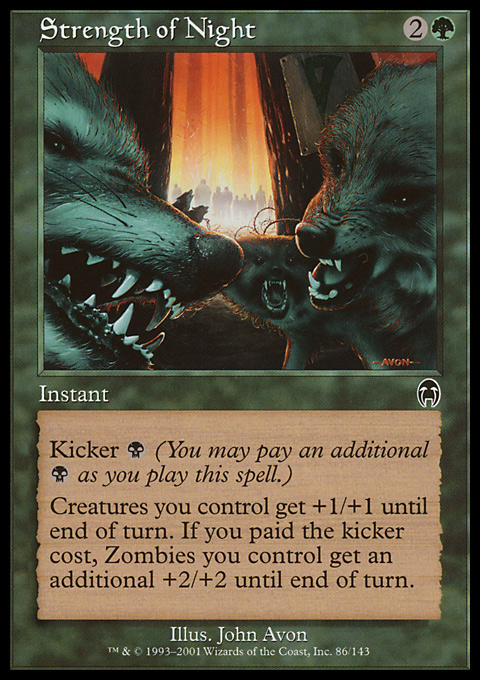 Strength of Night 2
-AVON-
Instant
Kicker (You may pay an additional
as you play this spell.)
Creatures you control get +1/+1 until
end of turn. If you paid the kicker
cost, Zombies you control get an
additional +2/+2 until end of turn.
Illus. John Avon
™ & © 1993–2001 Wizards of the Coast, Inc. 86/143